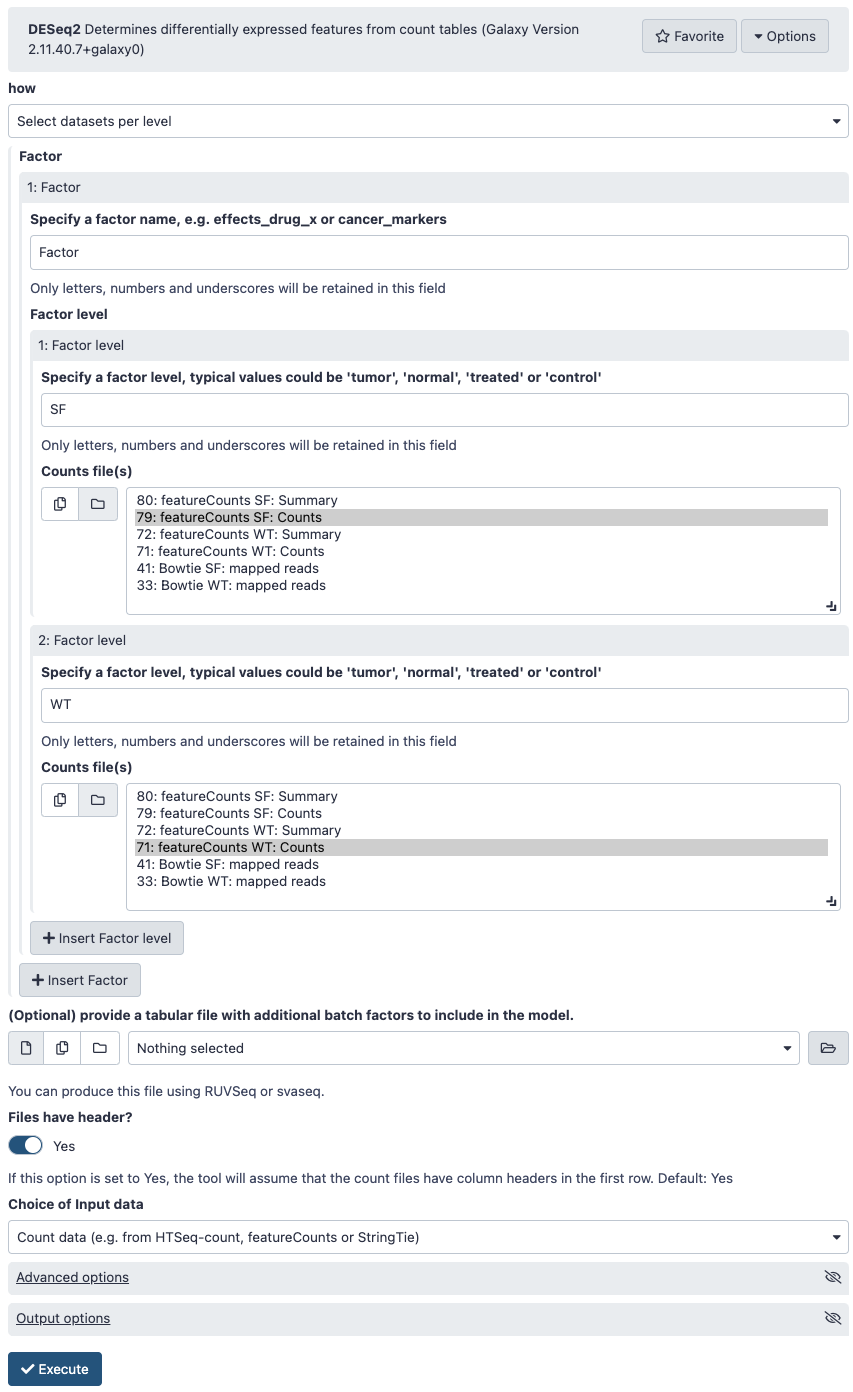 DESeq2 Determines differentially expressed features from count tables (Galaxy Version
2.11.40.7+galaxy0)
Favorite
Options
how
Select datasets per level
Factor
1: Factor
Specify a factor name, e.g. effects_drug_x or cancer_markers
Factor
Only letters, numbers and underscores will be retained in this field
Factor level
1: Factor level
Specify a factor level, typical values could be 'tumor', 'normal', 'treated' or 'control'
SF
Only letters, numbers and underscores will be retained in this field
Counts file(s)
80: featureCounts SF: Summary
79: featureCounts SF: Counts
72: featureCounts WT: Summary
71: featureCounts WT: Counts
41: Bowtie SF: mapped reads
33: Bowtie WT: mapped reads
2: Factor level
Specify a factor level, typical values could be 'tumor', 'normal', 'treated' or 'control'
WT
Only letters, numbers and underscores will be retained in this field
Counts file(s)
80: featureCounts SF: Summary
79: featureCounts SF: Counts
72: featureCounts WT: Summary
71: featureCounts WT: Counts
41: Bowtie SF: mapped reads
33: Bowtie WT: mapped reads
Insert Factor level
Insert Factor
(Optional) provide a tabular file with additional batch factors to include in the model.
Nothing selected
You can produce this file using RUVSeq or svaseq.
Files have header?
Yes
If this option is set to Yes, the tool will assume that the count files have column headers in the first row. Default: Yes
Choice of Input data
Count data (e.g. from HTSeq-count, featureCounts or StringTie)
Advanced options
Output options
Execute